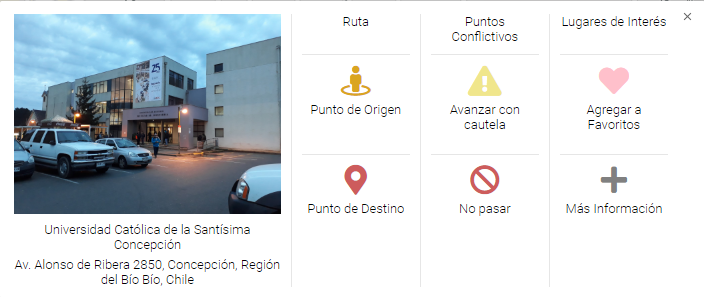 Universidad Católica de la Santísima
Concepción
Av. Alonso de Ribera 2850, Concepción, Región
del Bío Bío, Chile
Ruta
Punto de Origen
Punto de Destino
Puntos
Conflictivos
Avanzar con
cautela
No pasar
Lugares de Interés
Agregar a
Favoritos
Más Información
25